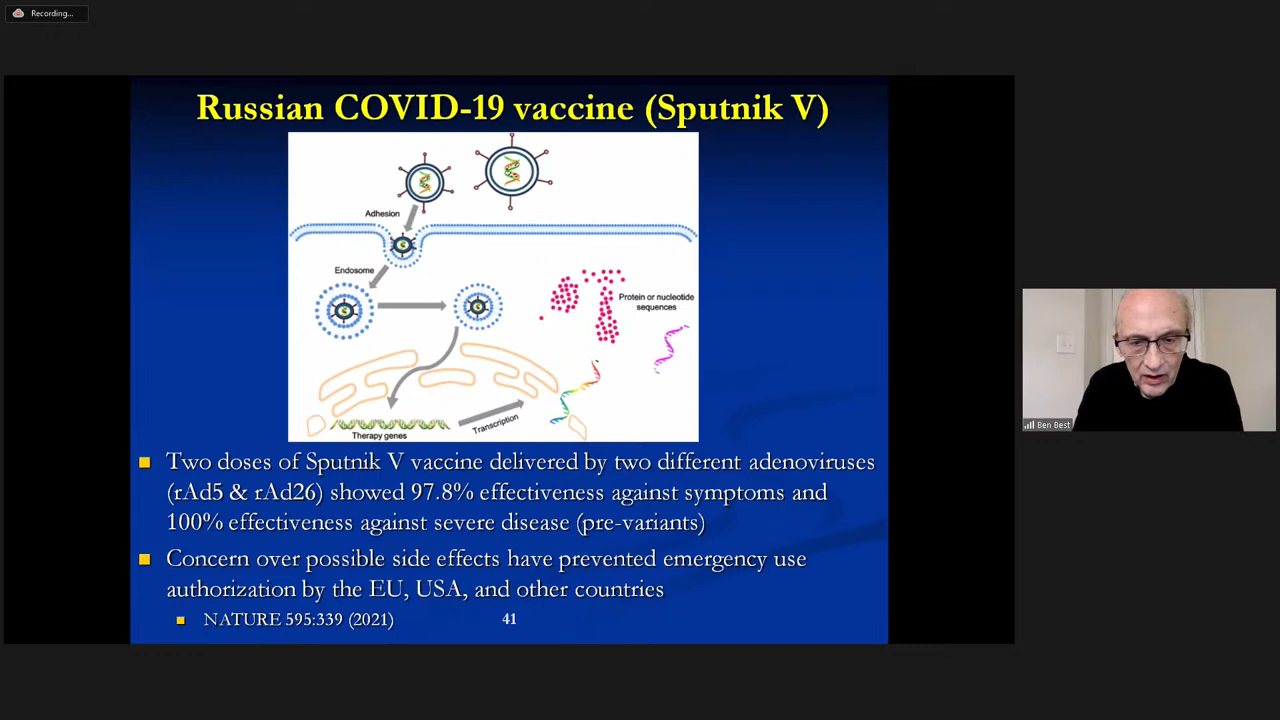 Recording...
Russian COVID-19 vaccine (Sputnik V)
Adhesion
Endosome
Protein or nucleotide
sequences
Transcription
Therapy genes
Two doses of Sputnik V vaccine delivered by two different adenoviruses
(rAd5 & rAd26) showed 97.8% effectiveness against symptoms and
100% effectiveness against severe disease (pre-variants)
Concern over possible side effects have prevented emergency use
authorization by the EU, USA, and other countries
NATURE 595:339 (2021)
41
Ben Best